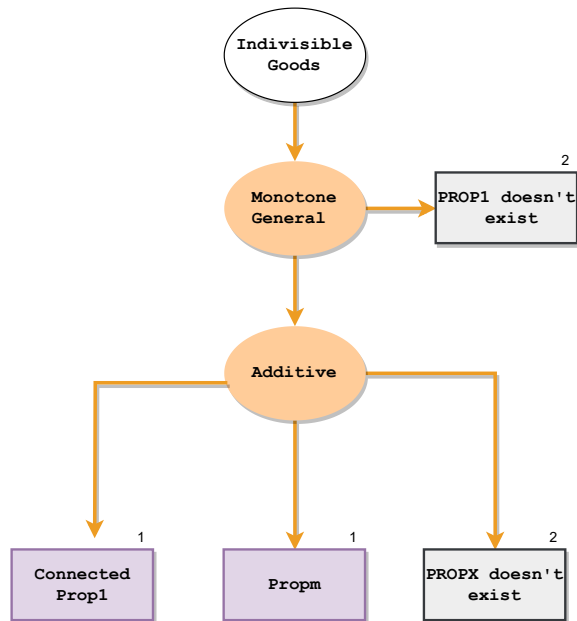 Indivisible
Goods
2
Monotone
General
PROP1 doesn't
exist
Additive
1
1
2
Connected
Prop1
Propm
PROPX doesn't
exist